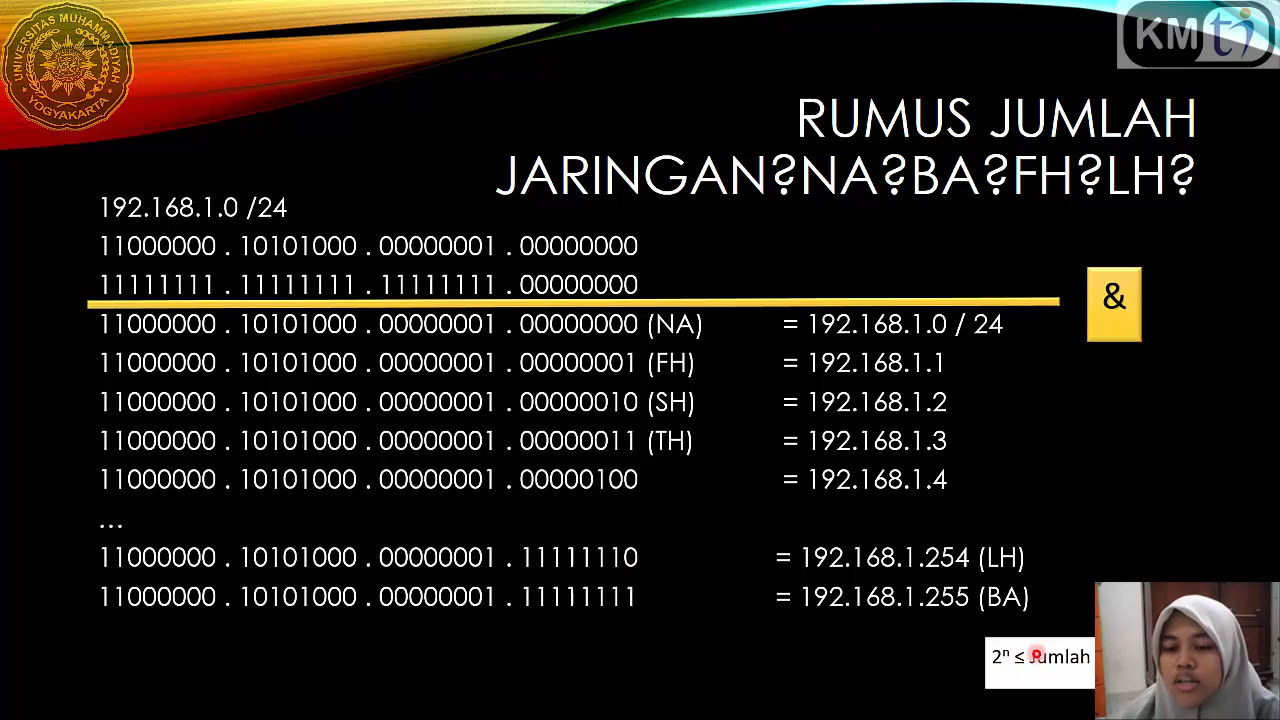 UNIVERSITAS MUHAMMADIYAH
YOGYAKARTA
KMTi
RUMUS JUMLAH
JARINGAN?NA?BA?FH?LH?
192.168.1.0 /24
11000000 . 10101000 . 00000001 . 00000000
11111111 . 11111111 . 11111111 . 00000000
&
11000000 . 10101000 . 00000001 . 00000000 (NA) = 192.168.1.0 / 24
11000000 . 10101000 . 00000001 . 00000001 (FH) = 192.168.1.1
11000000 . 10101000 . 00000001 . 00000010 (SH) = 192.168.1.2
11000000 . 10101000 . 00000001 . 00000011 (TH) = 192.168.1.3
11000000 . 10101000 . 00000001 . 00000100 = 192.168.1.4
...
11000000 . 10101000 . 00000001 . 11111110 = 192.168.1.254 (LH)
11000000 . 10101000 . 00000001 . 11111111 = 192.168.1.255 (BA)
2ⁿ ≤ Jumlah